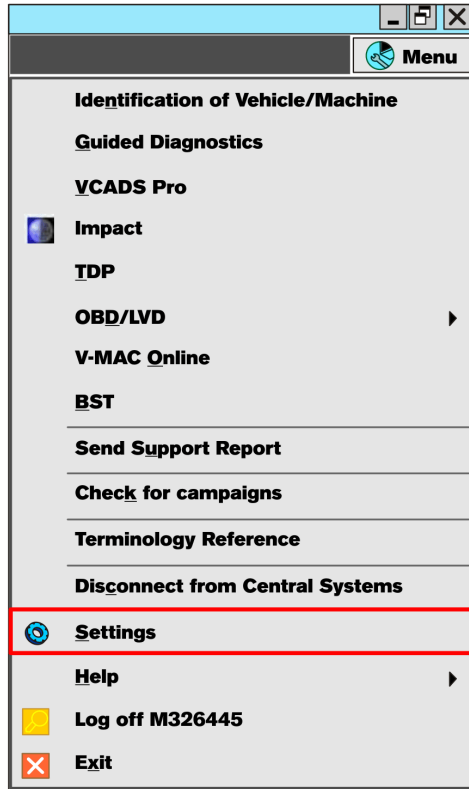 Menu
Identification of Vehicle/Machine
Guided Diagnostics
VCADS Pro
Impact
TDP
OBD/LVD
V-MAC Online
BST
Send Support Report
Check for campaigns
Terminology Reference
Disconnect from Central Systems
Settings
Help
Log off M326445
Exit